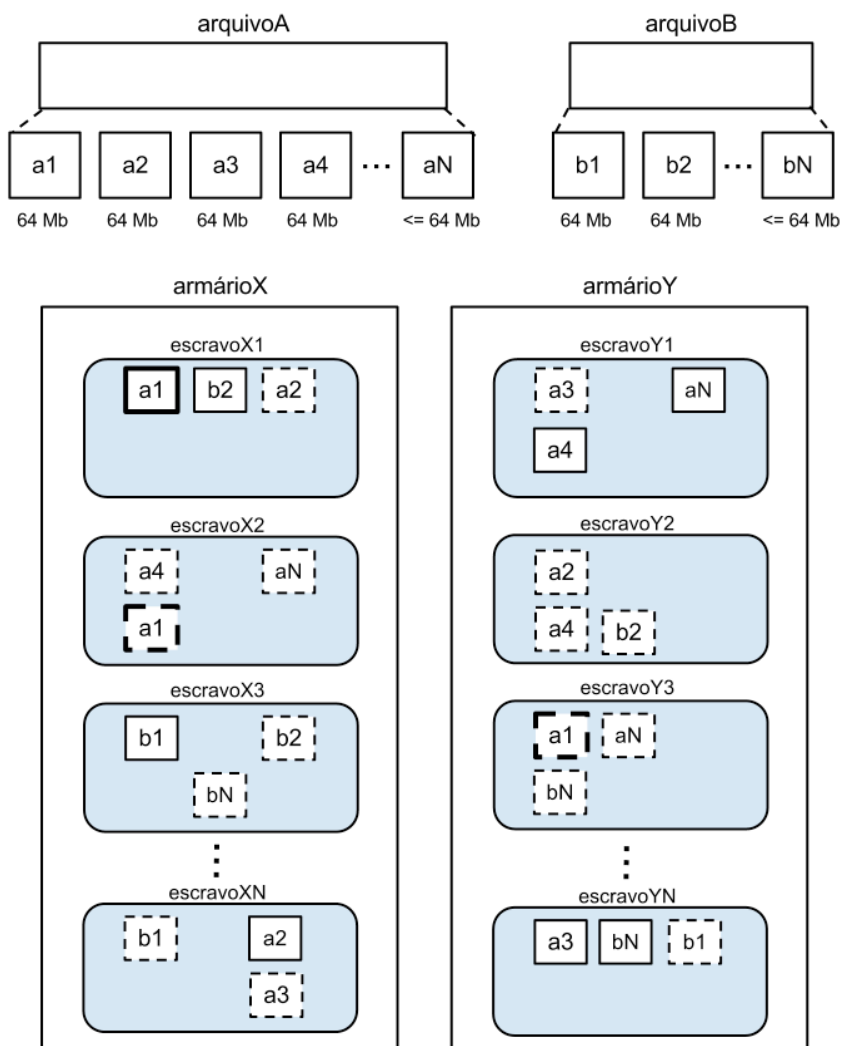 arquivoA arquivoB
a1 a2 a3 a4 ... aN b1 b2 ... bN
64 Mb 64 Mb 64 Mb 64 Mb <= 64 Mb 64 Mb 64 Mb <= 64 Mb
armárioX armárioY
escravoX1
a1 b2 a2
escravoX2
a4 aN
a1
escravoX3
b1 b2
bN
escravoXN
b1 a2
a3
escravoY1
a3 aN
a4
escravoY2
a2
a4 b2
escravoY3
a1 aN
bN
escravoYN
a3 bN b1